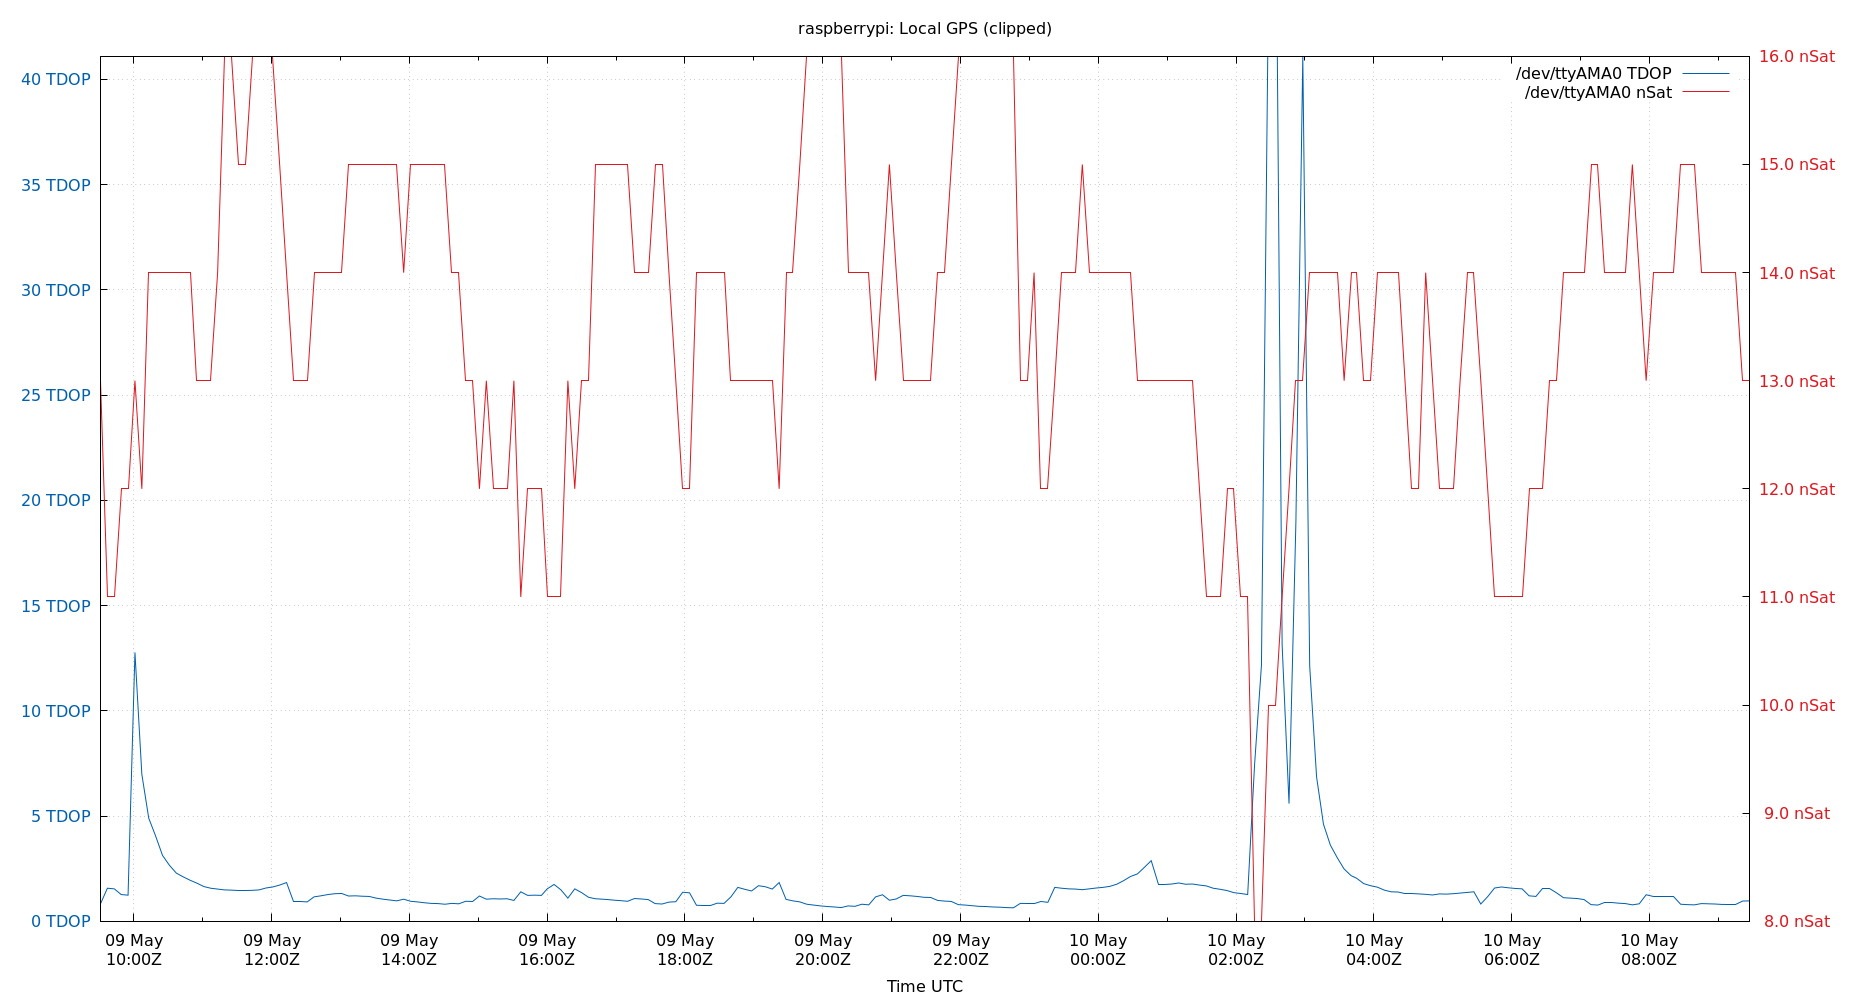 raspberrypi: Local GPS (clipped)
/dev/ttyAMA0 TDOP
/dev/ttyAMA0 nSat
40 TDOP
35 TDOP
30 TDOP
25 TDOP
20 TDOP
15 TDOP
10 TDOP
5 TDOP
0 TDOP
16.0 nSat
15.0 nSat
14.0 nSat
13.0 nSat
12.0 nSat
11.0 nSat
10.0 nSat
9.0 nSat
8.0 nSat
09 May
10:00Z
09 May
12:00Z
09 May
14:00Z
09 May
16:00Z
09 May
18:00Z
09 May
20:00Z
09 May
22:00Z
10 May
00:00Z
10 May
02:00Z
10 May
04:00Z
10 May
06:00Z
10 May
08:00Z
Time UTC